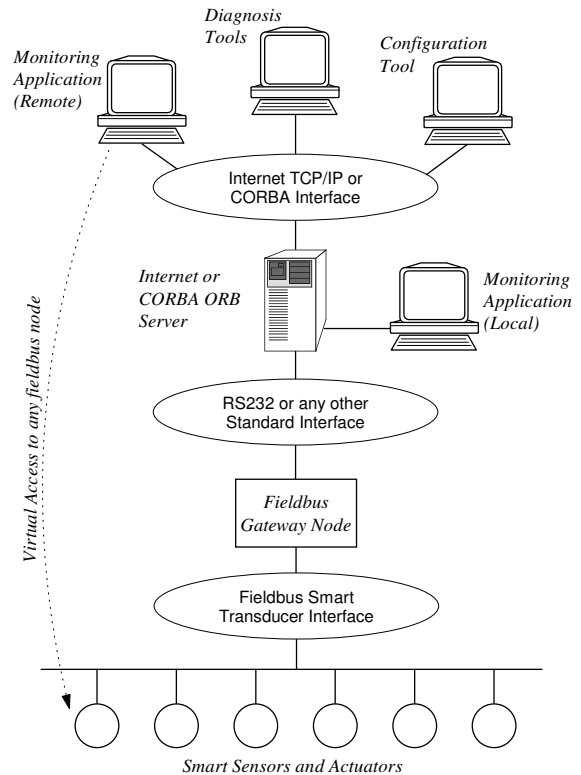 Diagnosis
Tools
Monitoring
Application
(Remote)
Configuration
Tool
Internet TCP/IP or
CORBA Interface
Internet or
CORBA ORB
Server
Monitoring
Application
(Local)
RS232 or any other
Standard Interface
Virtual Access to any fieldbus node
Fieldbus
Gateway Node
Fieldbus Smart
Transducer Interface
Smart Sensors and Actuators